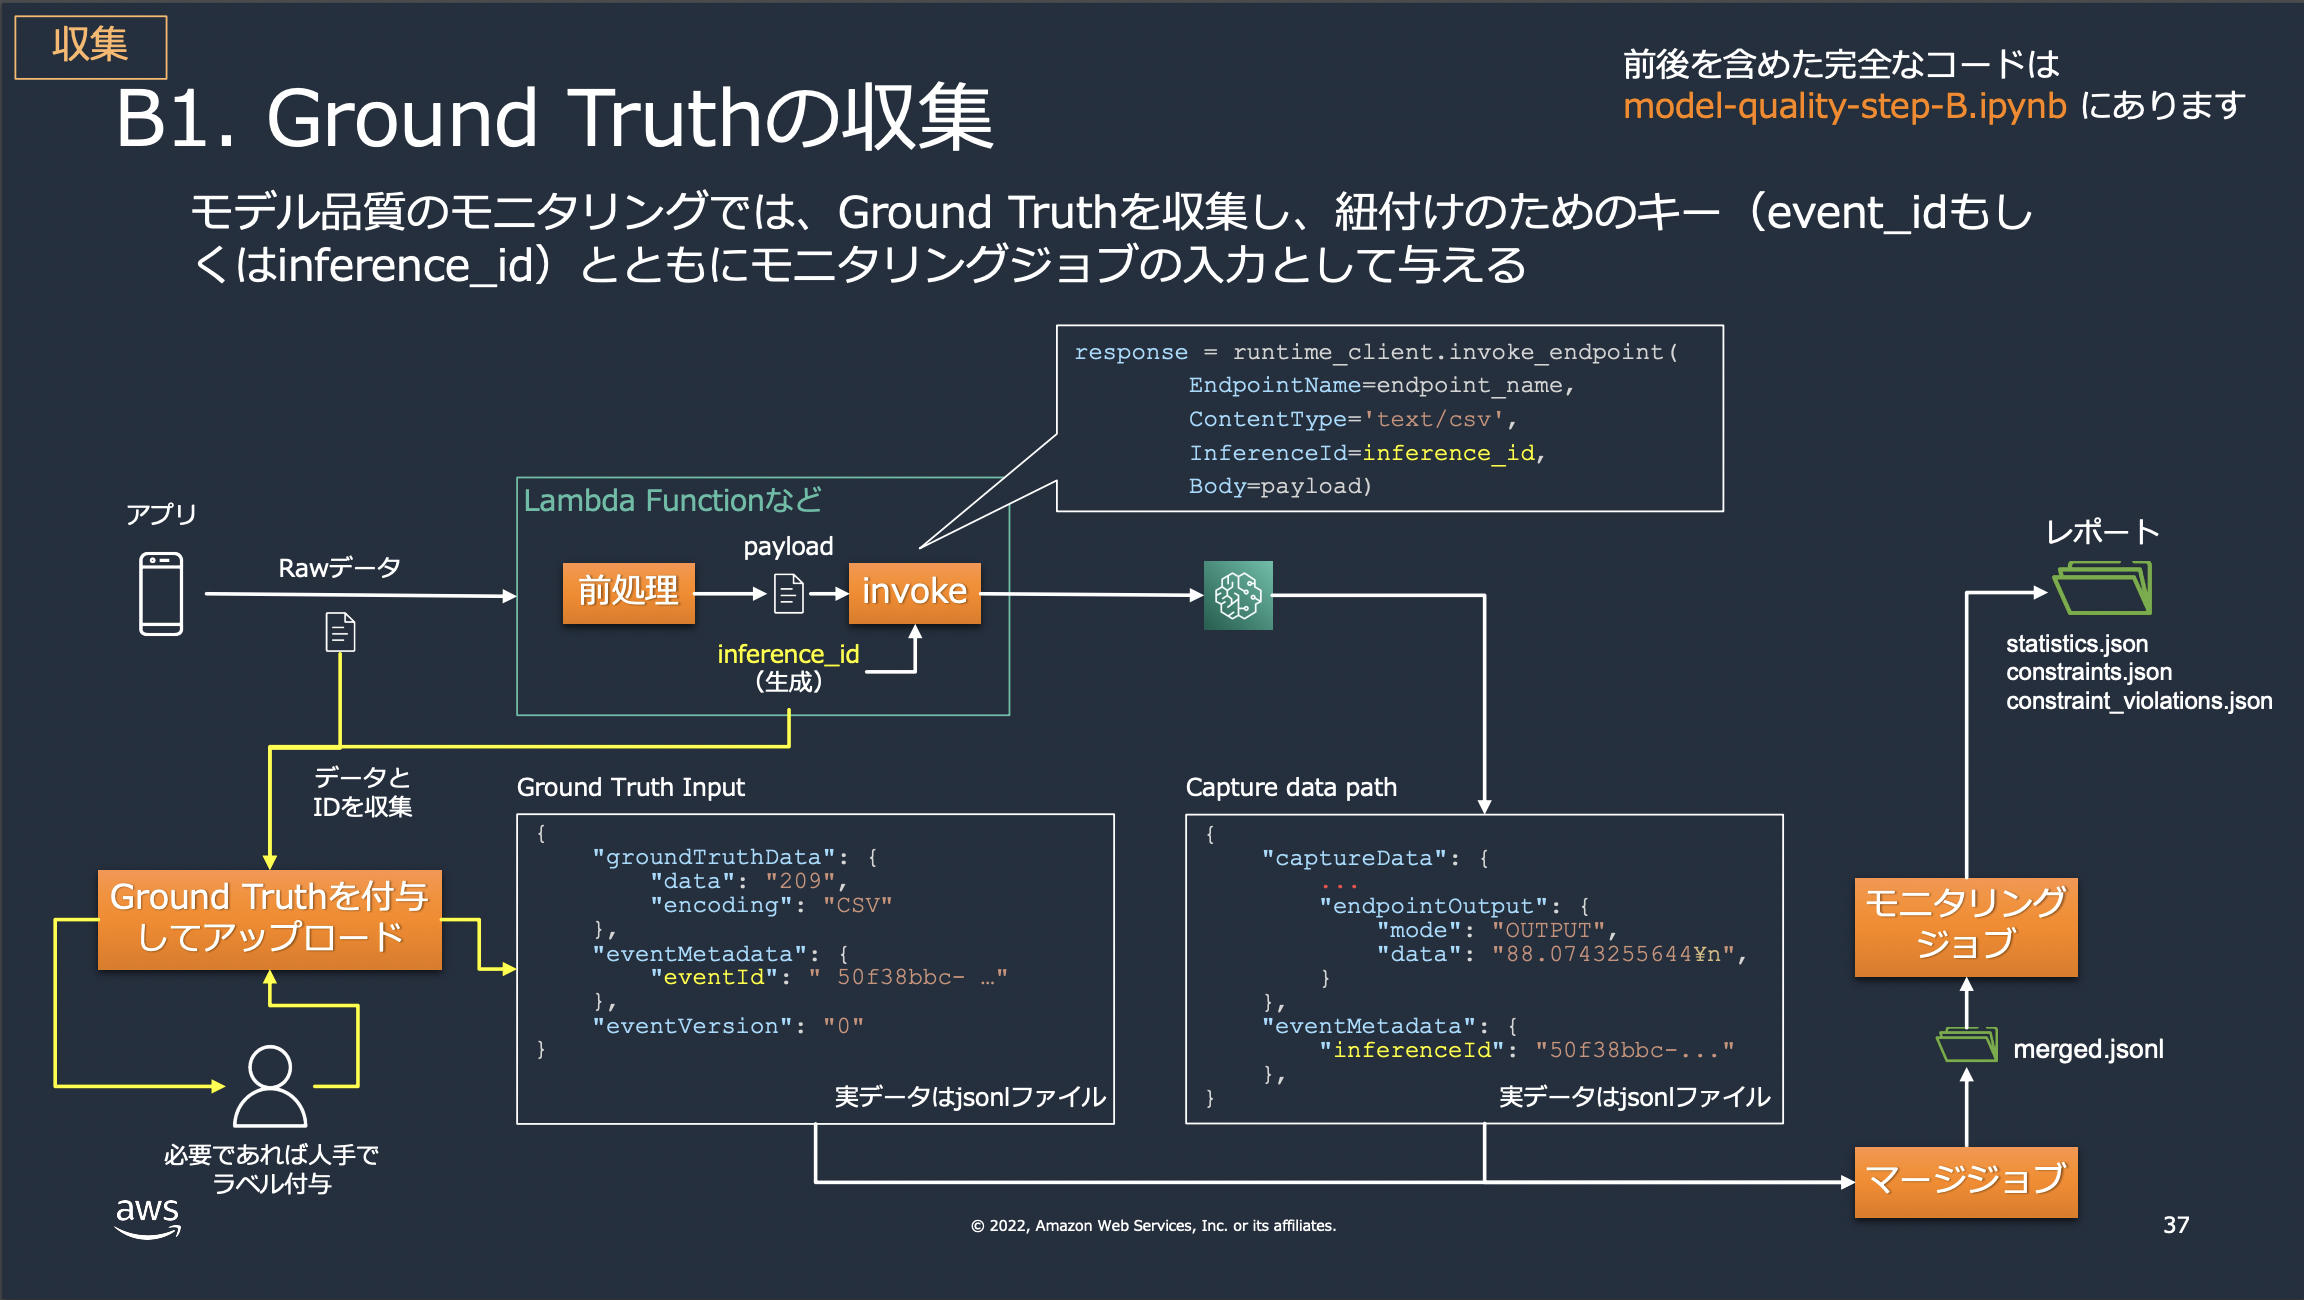 収集
B1. Ground Truthの収集
前後を含めた完全なコードは
model-quality-step-B.ipynb にあります
モデル品質のモニタリングでは、Ground Truthを収集し、紐付けのためのキー（event_idもし
くはinference_id）とともにモニタリングジョブの入力として与える
response = runtime_client.invoke_endpoint(
EndpointName=endpoint_name,
ContentType='text/csv',
InferenceId=inference_id,
Body=payload)
アプリ
Rawデータ
Lambda Functionなど
前処理
payload
invoke
inference_id
（生成）
レポート
statistics.json
constraints.json
constraint_violations.json
データと
IDを収集
Ground Truthを付与
してアップロード
必要であれば人手で
ラベル付与
Ground Truth Input
{
"groundTruthData": {
"data": "209",
"encoding": "CSV"
},
"eventMetadata": {
"eventId": " 50f38bbc- …"
},
"eventVersion": "0"
}
実データはjsonlファイル
Capture data path
{
"captureData": {
...
"endpointOutput": {
"mode": "OUTPUT",
"data": "88.0743255644¥n",
}
},
"eventMetadata": {
"inferenceId": "50f38bbc-..."
},
}
実データはjsonlファイル
モニタリング
ジョブ
merged.jsonl
マージジョブ
aws
© 2022, Amazon Web Services, Inc. or its affiliates.
37